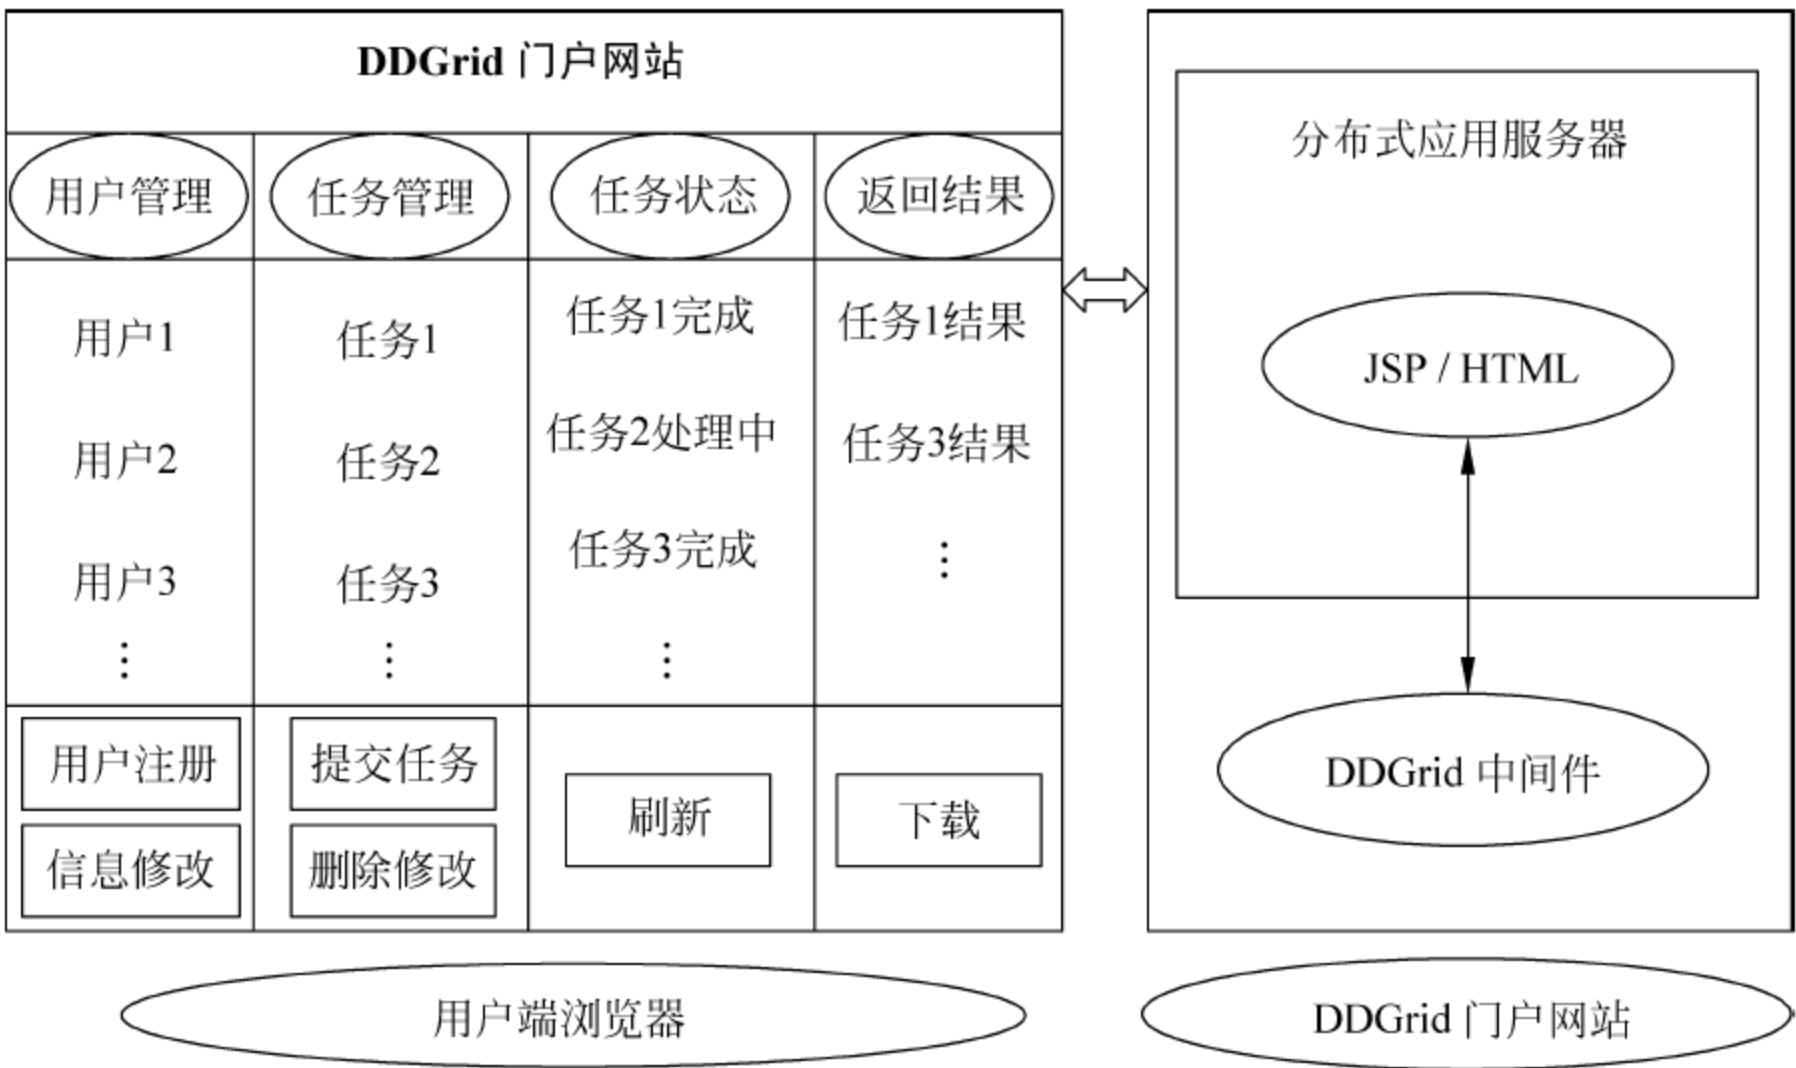 DDGrid 门户网站
用户管理
任务管理
任务状态
返回结果
用户1
用户2
用户3
⋮
任务1
任务2
任务3
⋮
任务1完成
任务2处理中
任务3完成
⋮
任务1结果
任务3结果
⋮
用户注册
信息修改
提交任务
删除修改
刷新
下载
用户端浏览器
分布式应用服务器
JSP / HTML
DDGrid 中间件
DDGrid 门户网站